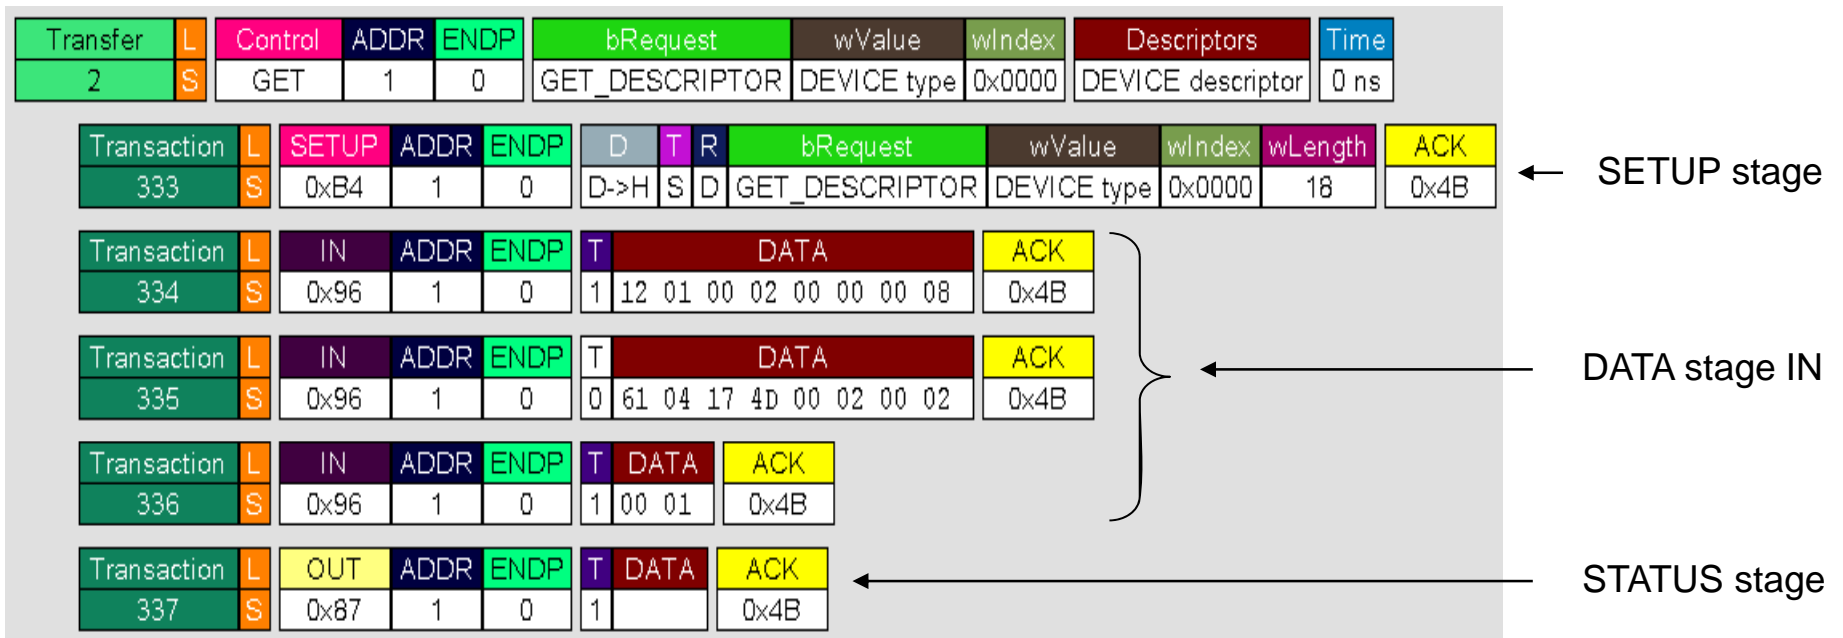 Transfer L Control ADDR ENDP bRequest wValue wIndex Descriptors Time
2 S GET 1 0 GET_DESCRIPTOR DEVICE type 0x0000 DEVICE descriptor 0 ns
Transaction L SETUP ADDR ENDP D T R bRequest wValue wIndex wLength ACK
333 S 0xB4 1 0 D->H S D GET_DESCRIPTOR DEVICE type 0x0000 18 0x4B
SETUP stage
Transaction L IN ADDR ENDP T DATA ACK
334 S 0x96 1 0 1 12 01 00 02 00 00 00 08 0x4B
Transaction L IN ADDR ENDP T DATA ACK
335 S 0x96 1 0 0 61 04 17 4D 00 02 00 02 0x4B
DATA stage IN
Transaction L IN ADDR ENDP T DATA ACK
336 S 0x96 1 0 1 00 01 0x4B
Transaction L OUT ADDR ENDP T DATA ACK
337 S 0x87 1 0 1 0x4B
STATUS stage